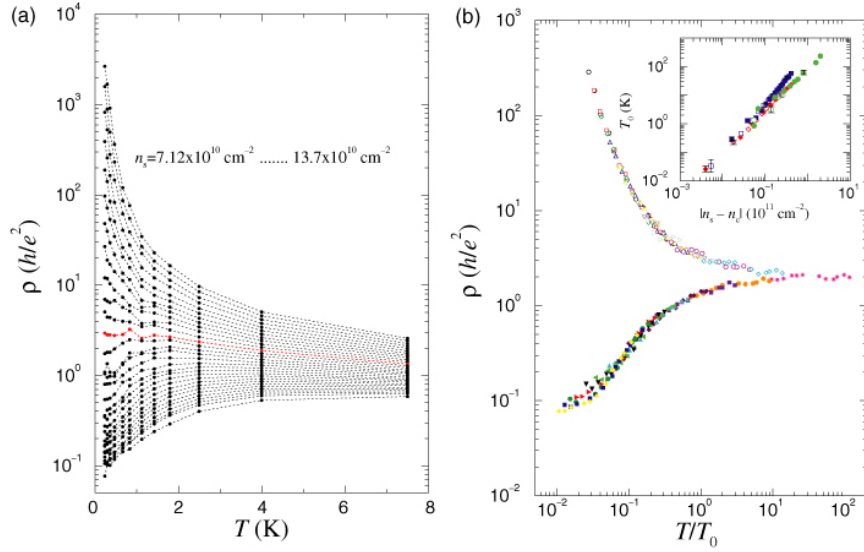 (a)
10^4
10^3
10^2
10^1
10^0
10^-1
ρ (h/e^2)
n_s=7.12x10^10 cm^-2 ....... 13.7x10^10 cm^-2
0 2 4 6 8
T (K)
(b)
10^3
10^2
10^1
10^0
10^-1
10^-2
ρ (h/e^2)
10^-2 10^-1 10^0 10^1 10^2
T/T_0
10^2
10^0
10^-2
T_0 (K)
10^-3 10^-1 10^1
|n_s – n_c| (10^11 cm^-2)